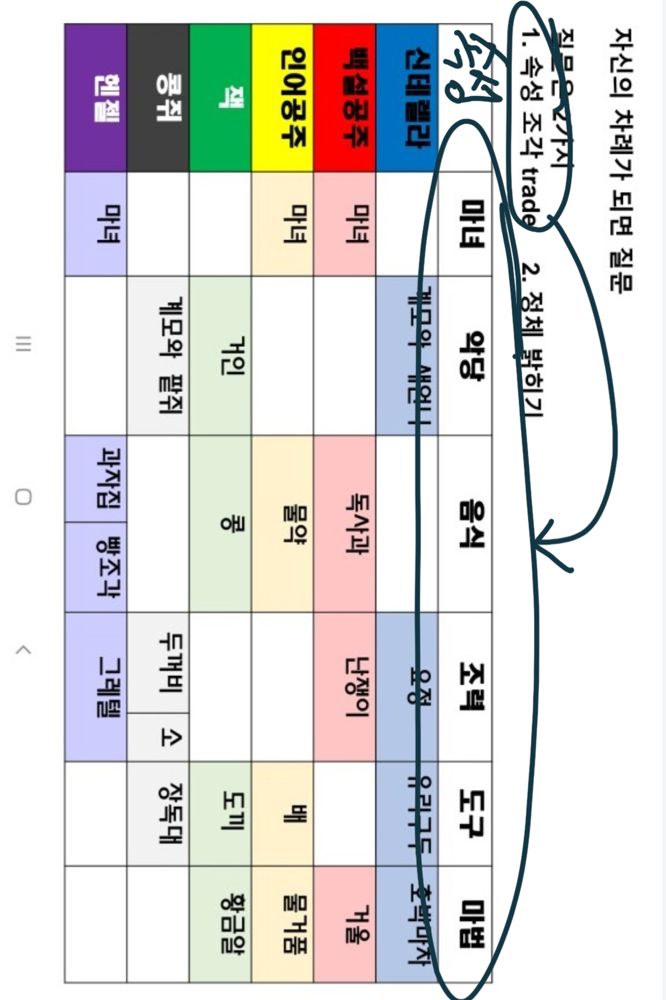 자신의 차례가 되면 질문
질문은 2가지
1. 속성 조각 trade 2. 정체 밝히기
속성
마녀 악당 음식 조력 도구 마법
신데렐라 계모와 새언니 요정 유리구두 호박마차
백설공주 마녀 독사과 난쟁이 거울
인어공주 마녀 물약 배 물거품
잭 거인 콩 도끼 황금알
콩쥐 계모와 팥쥐 두꺼비 소 장독대
헨젤 마녀 과자집 빵조각 그레텔